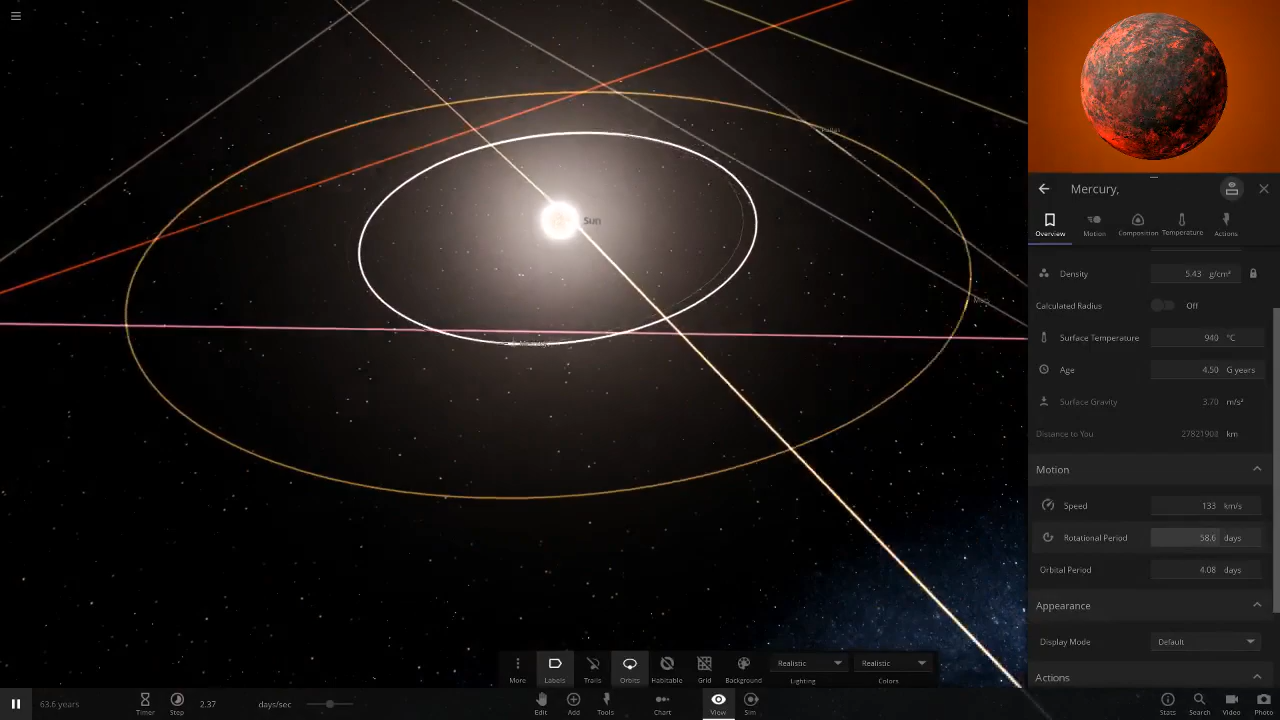 Sun
Pallas
Mercury,
Mercury,
Overview
Motion
Composition
Temperature
Actions
Density 5.43 g/cm³
Calculated Radius Off
Surface Temperature 940 °C
Age 4.50 G years
Surface Gravity 3.70 m/s²
Distance to You 27821903 km
Motion
Speed 133 km/s
Rotational Period 58.6 days
Orbital Period 4.08 days
Appearance
Display Mode Default
Actions
More
Labels
Trails
Orbits
Habitable
Grid
Background
Realistic
Lighting
Realistic
Colors
63.6 years
Timer
Step
2.37 days/sec
Edit
Add
Tools
Chart
View
Sim
Stats
Search
Video
Photo